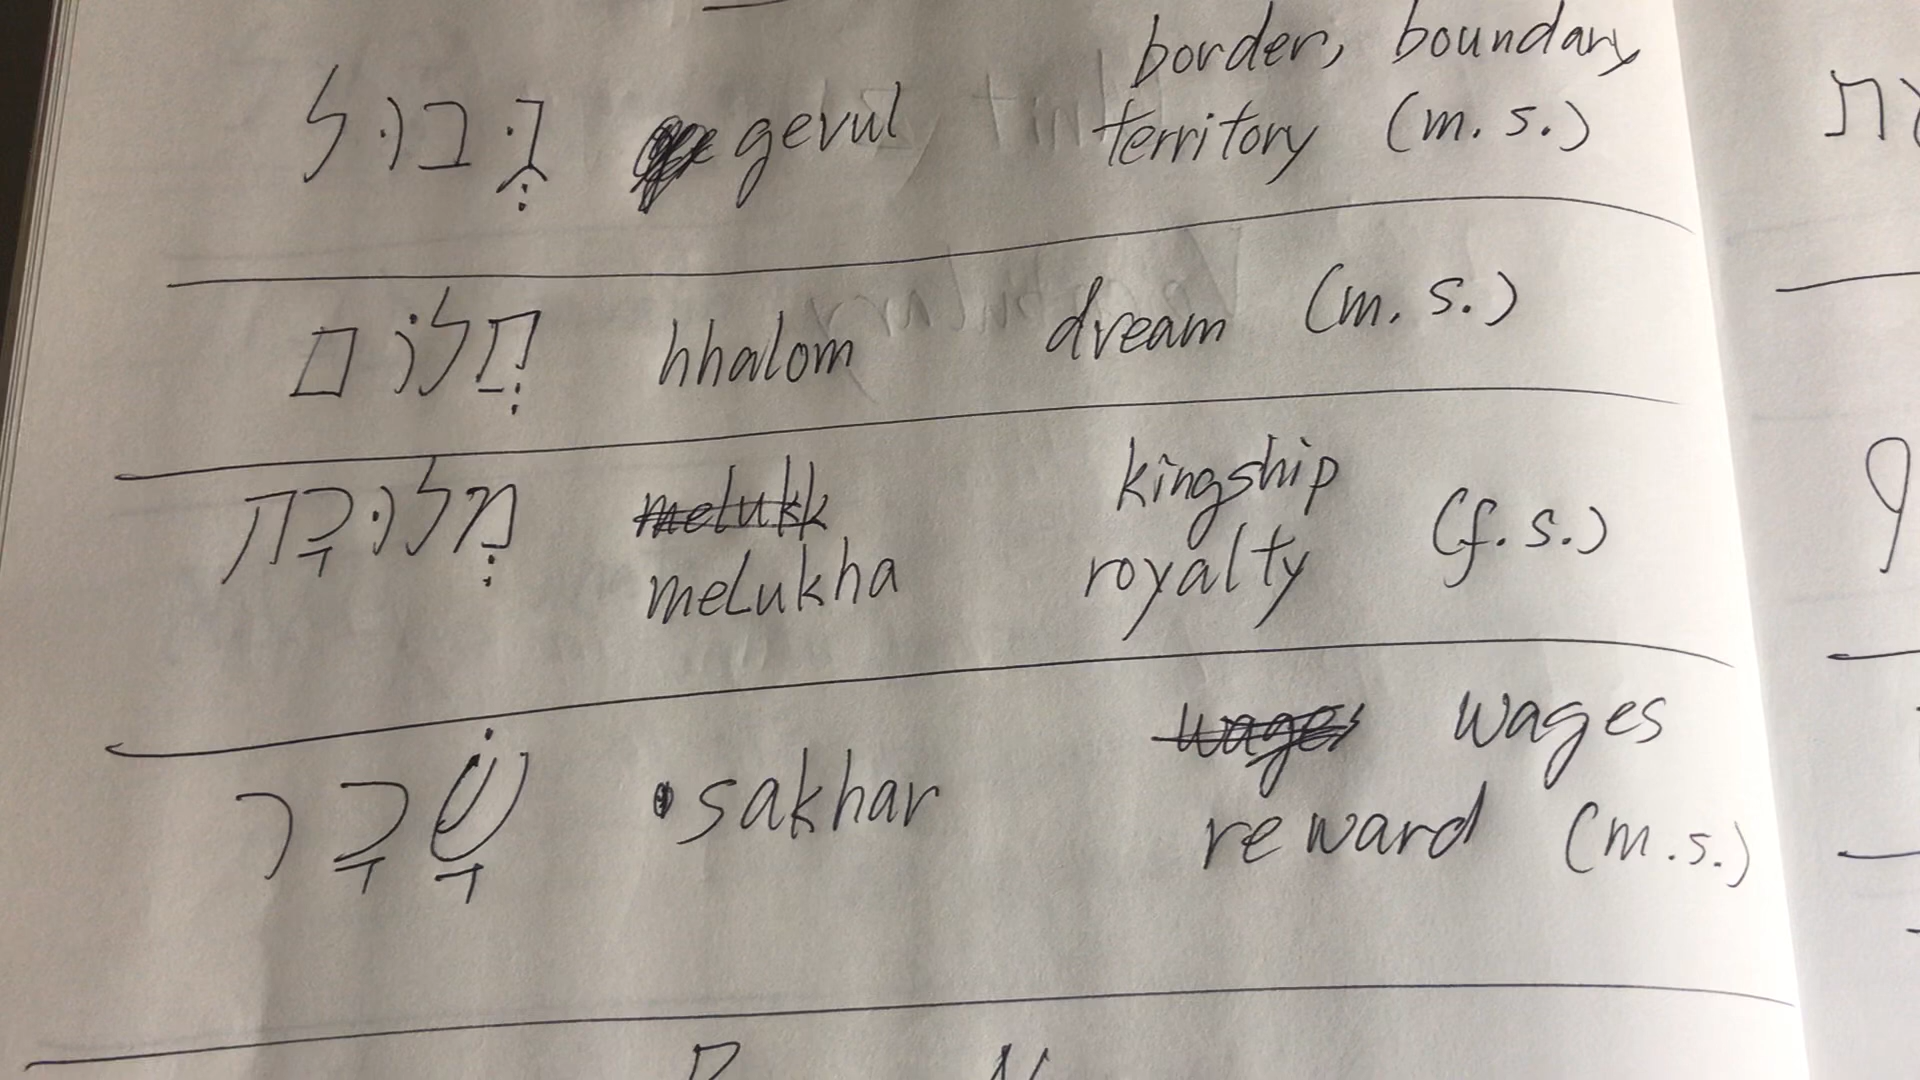 border, boundary
גְּבוּל gevul territory (m. s.)
חֲלוֹם hhalom dream (m. s.)
kingship
מְלוּכָה melukk (f. s.)
melukha royalty
wages wages
שָׂכָר sakhar reward (m. s.)